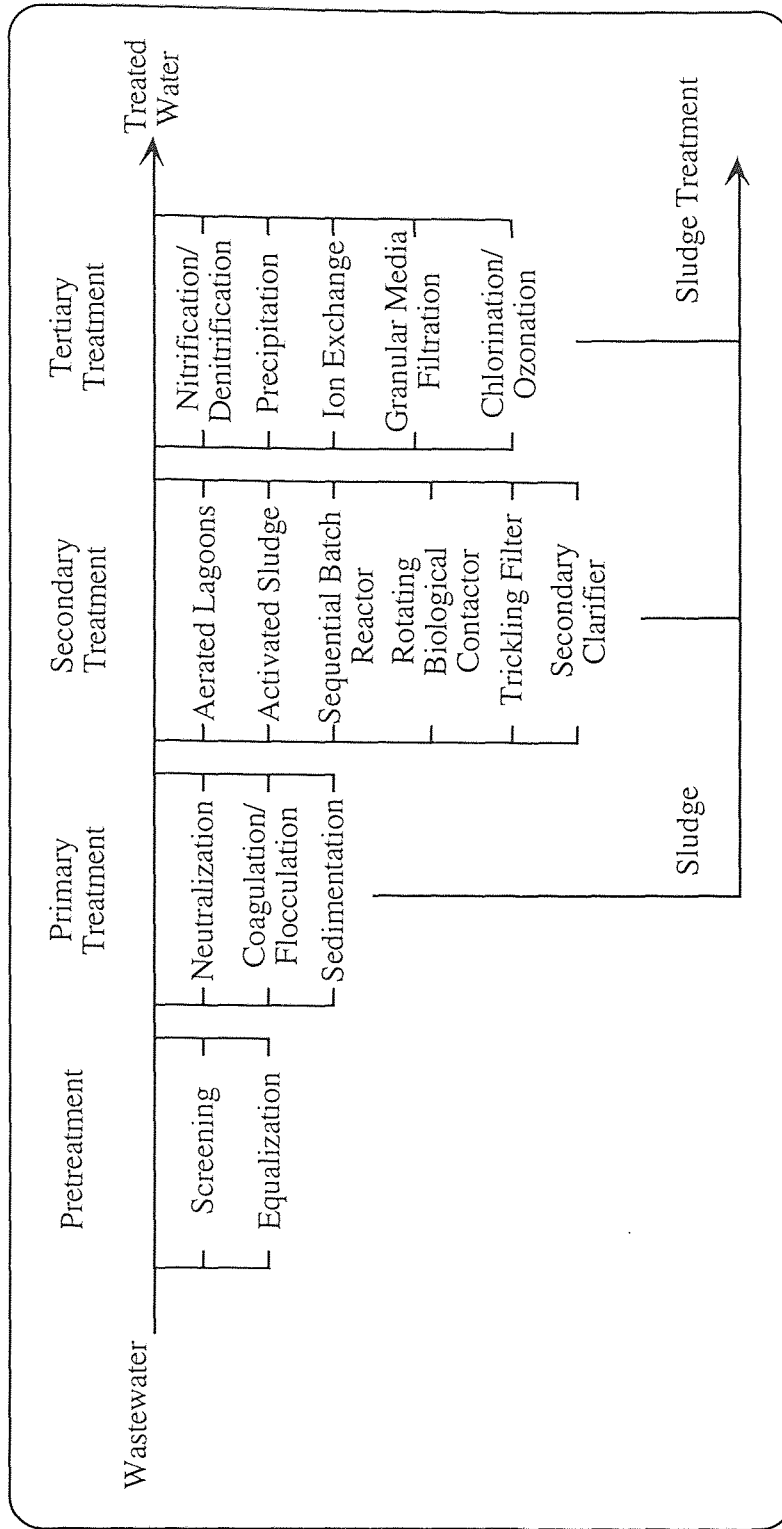 Wastewater
Pretreatment
Screening
Equalization
Primary
Treatment
Neutralization
Coagulation/
Flocculation
Sedimentation
Secondary
Treatment
Aerated Lagoons
Activated Sludge
Sequential Batch
Reactor
Rotating
Biological
Contactor
Trickling Filter
Secondary
Clarifier
Tertiary
Treatment
Nitrification/
Denitrification
Precipitation
Ion Exchange
Granular Media
Filtration
Chlorination/
Ozonation
Treated
Water
Sludge
Sludge Treatment